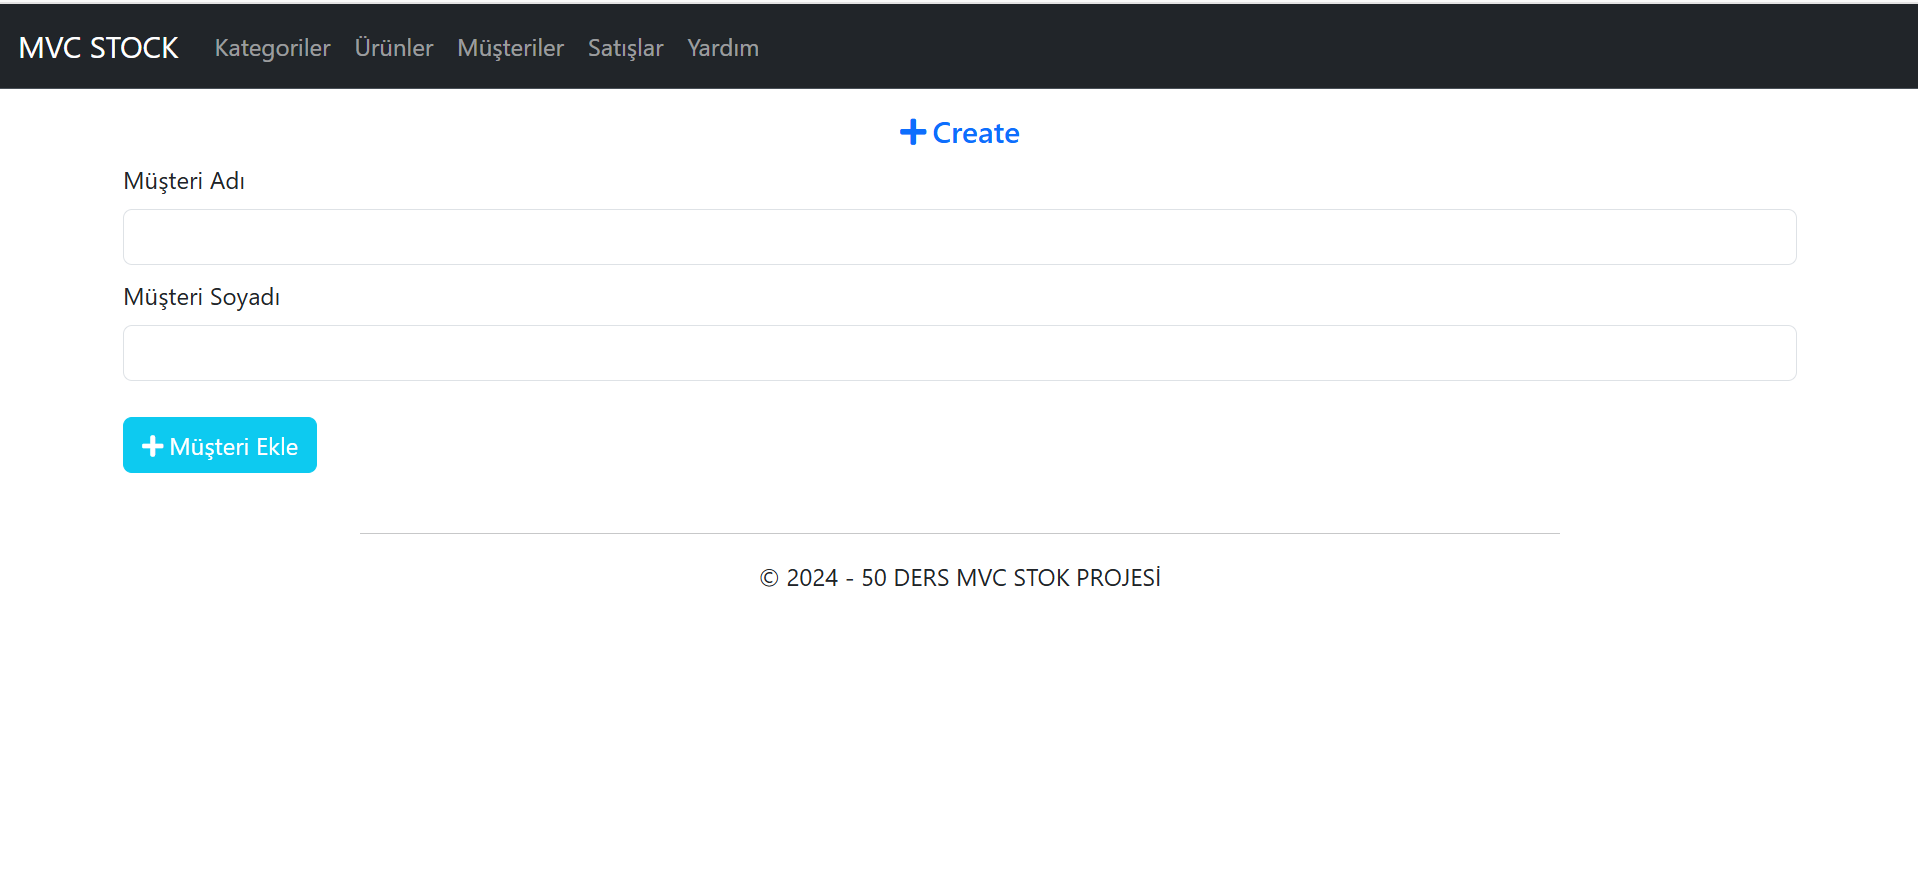 MVC STOCK Kategoriler Ürünler Müşteriler Satışlar Yardım
Create
Müşteri Adı
Müşteri Soyadı
Müşteri Ekle
© 2024 - 50 DERS MVC STOK PROJESİ